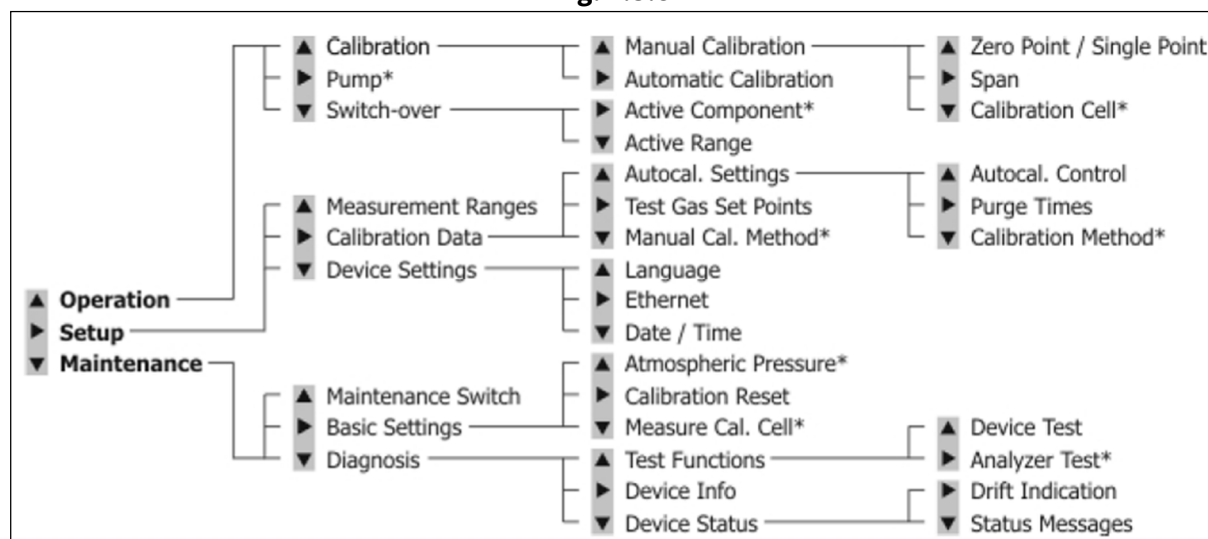 ▲ Calibration ▲ Manual Calibration ▲ Zero Point / Single Point
▶ Pump* ▶ Automatic Calibration ▶ Span
▼ Switch-over ▶ Active Component* ▼ Calibration Cell*
▼ Active Range
▲ Autocal. Settings ▲ Autocal. Control
▲ Measurement Ranges ▶ Test Gas Set Points ▶ Purge Times
▶ Calibration Data ▼ Manual Cal. Method* ▼ Calibration Method*
▼ Device Settings ▲ Language
▲ Operation ▶ Ethernet
▶ Setup ▼ Date / Time
▼ Maintenance ▲ Atmospheric Pressure*
▲ Maintenance Switch ▶ Calibration Reset
▶ Basic Settings ▼ Measure Cal. Cell* ▲ Device Test
▼ Diagnosis ▲ Test Functions ▶ Analyzer Test*
▶ Device Info ▶ Drift Indication
▼ Device Status ▼ Status Messages